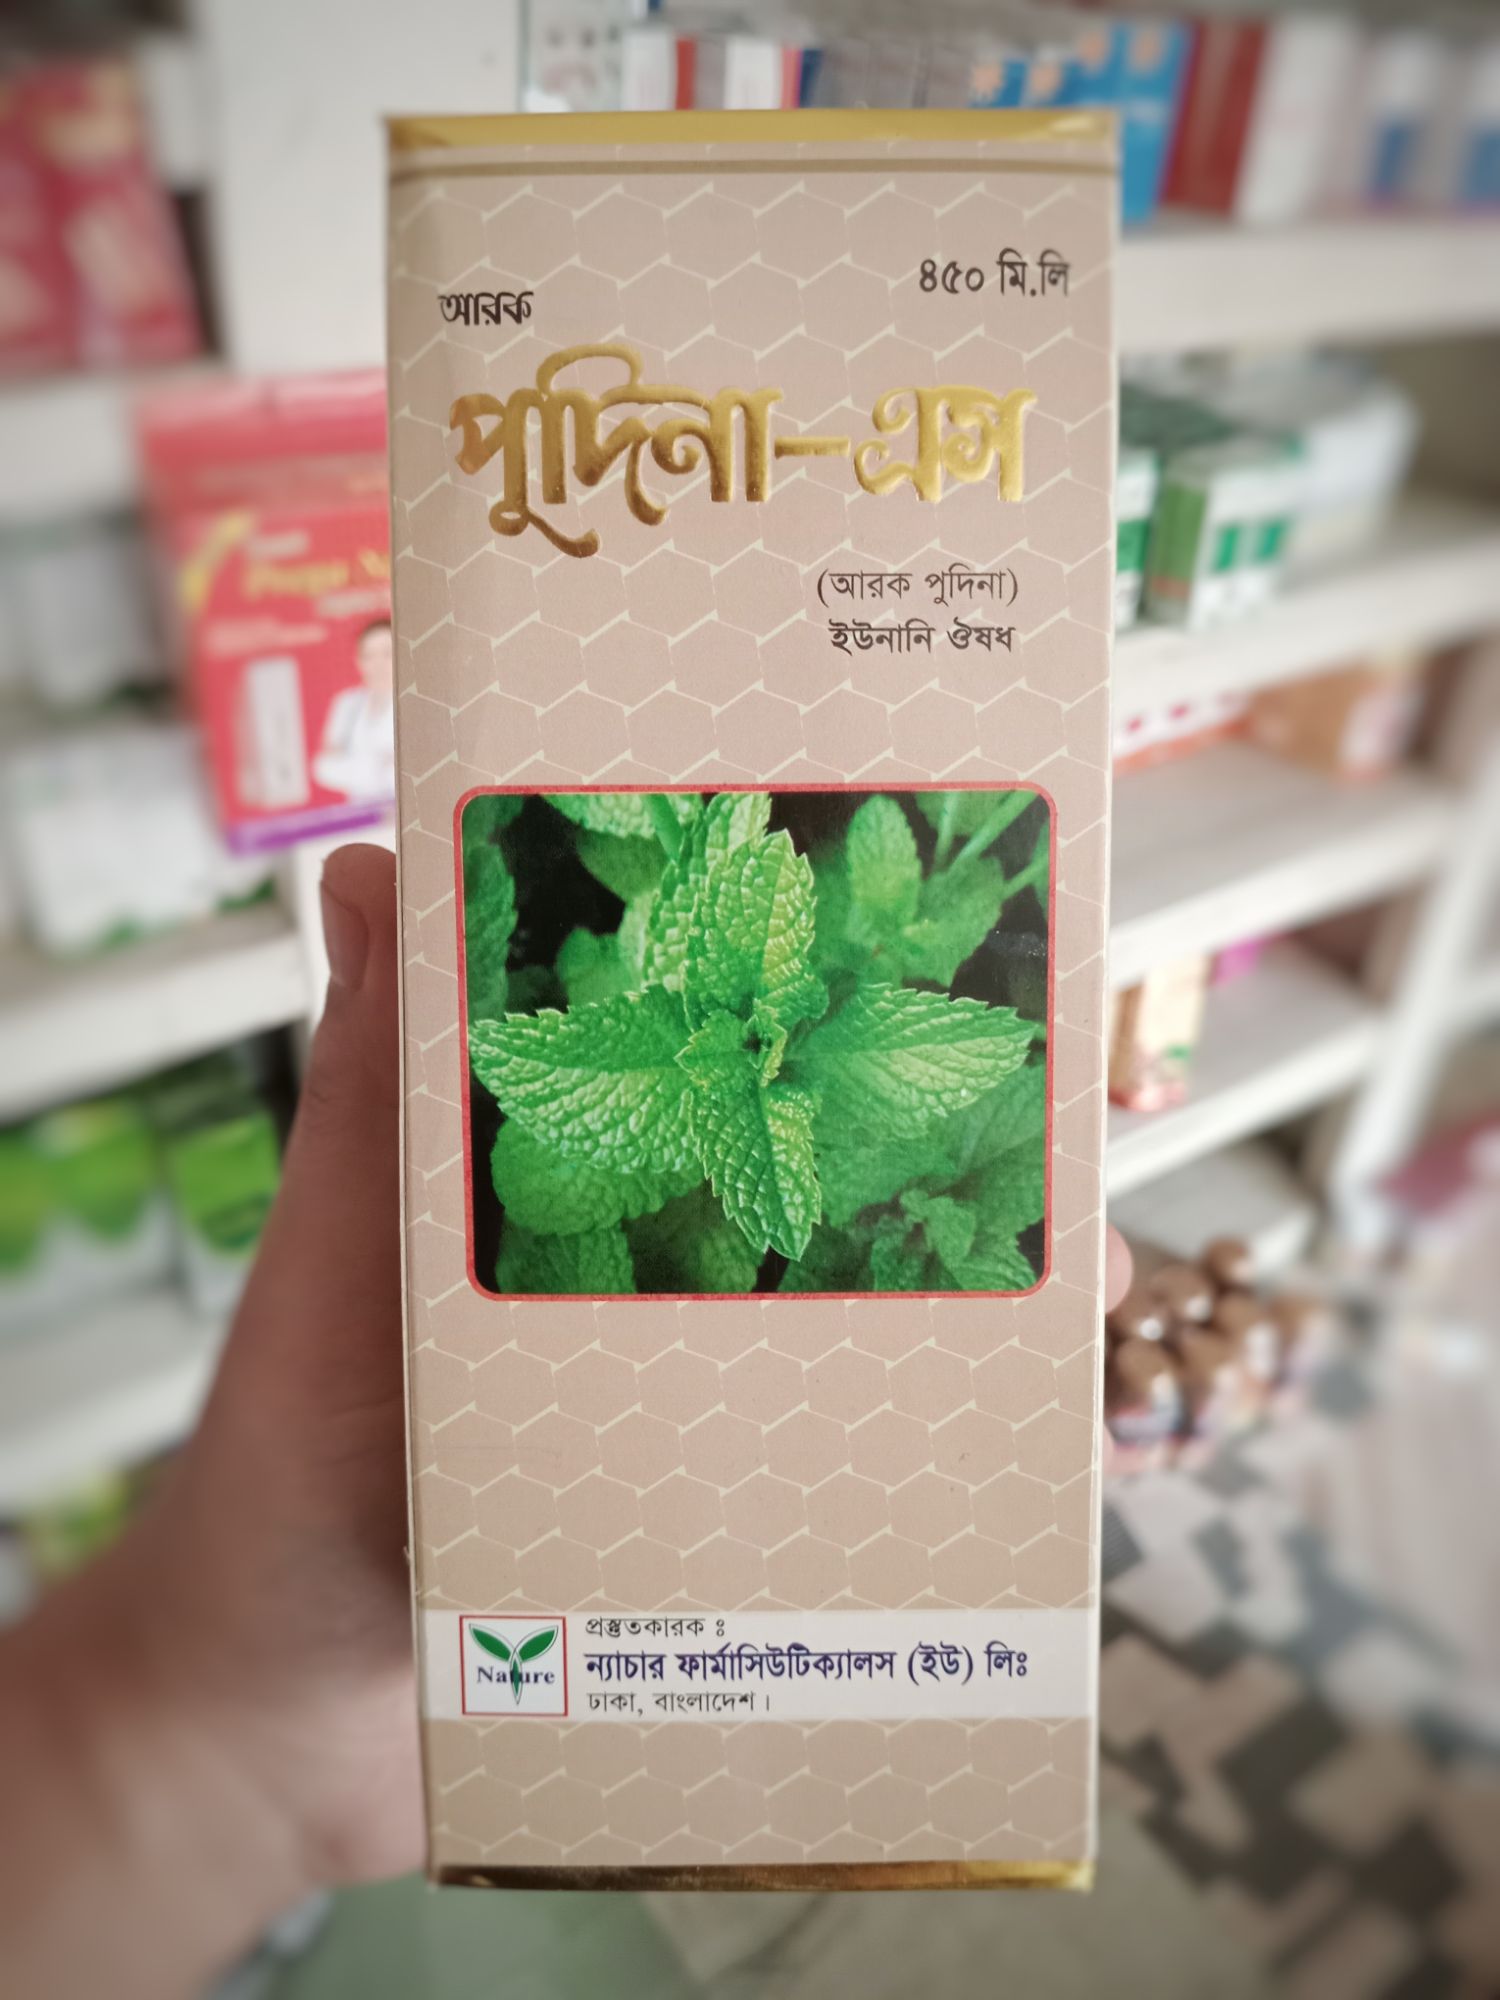 ৪৫০ মি.লি
আরক
পুদিনা-এস
(আরক পুদিনা)
ইউনানি ঔষধ
Nature
প্রস্তুতকারক ঃ
ন্যাচার ফার্মাসিউটিক্যালস (ইউ) লিঃ
ঢাকা, বাংলাদেশ।